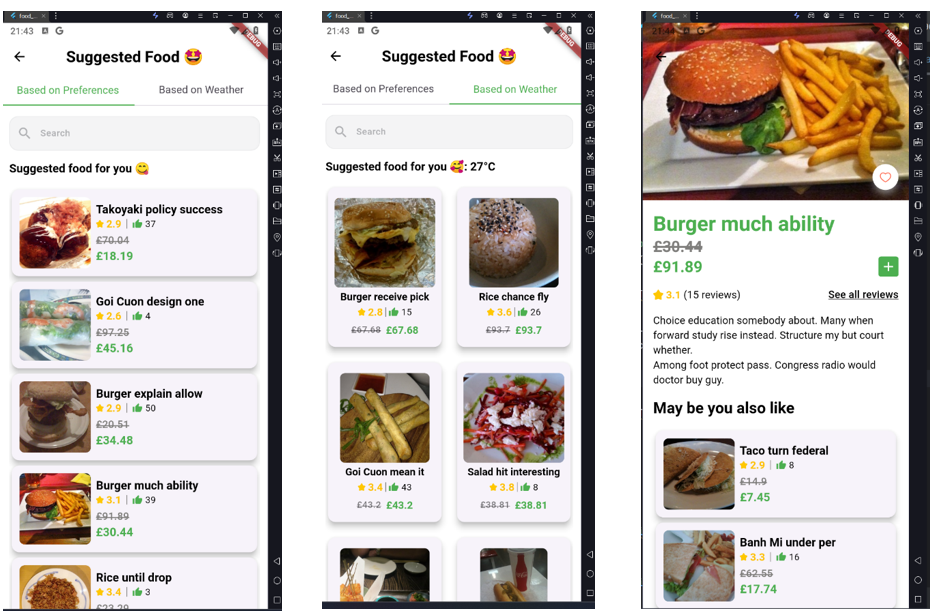 food_...
21:43
DEBUG
Suggested Food 🤩
Based on Preferences
Based on Weather
Search
Suggested food for you 😋
Takoyaki policy success
2.9 | 37
£70.04
£18.19
Goi Cuon design one
2.6 | 4
£97.25
£45.16
Burger explain allow
2.9 | 50
£20.51
£34.48
Burger much ability
3.1 | 39
£91.89
£30.44
Rice until drop
3.4 | 3
£23.29
food_...
21:43
DEBUG
Suggested Food 🤩
Based on Preferences
Based on Weather
Search
Suggested food for you 🥰: 27°C
Burger receive pick
2.8 | 15
£67.68 £67.68
Rice chance fly
3.6 | 26
£93.7 £93.7
Goi Cuon mean it
3.4 | 43
£43.2 £43.2
Salad hit interesting
3.8 | 8
£38.81 £38.81
food_...
21:44
DEBUG
Burger much ability
£30.44
£91.89
3.1 (15 reviews)
See all reviews
Choice education somebody about. Many when
forward study rise instead. Structure my but court
whether.
Among foot protect pass. Congress radio would
doctor buy guy.
May be you also like
Taco turn federal
2.9 | 8
£14.9
£7.45
Banh Mi under per
3.3 | 16
£62.55
£17.74